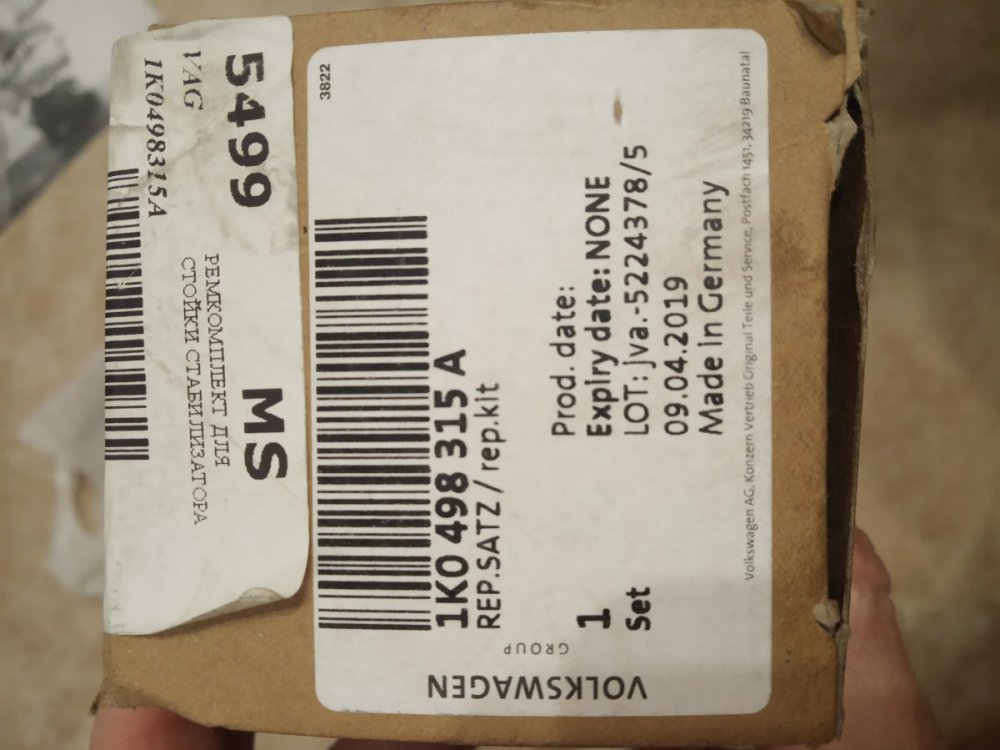 5499 MS
VAG
РЕМКОМПЛЕКТ ДЛЯ
СТОЙКИ СТАБИЛИЗАТОРА
1K0498315A
3822
1K0 498 315 A
REP.SATZ / rep.kit
Prod. date:
Expiry date: NONE
LOT: jva.-52224378/5
09.04.2019
Made in Germany
1
Set
VOLKSWAGEN
GROUP
Volkswagen AG, Konzern Vertrieb Original Teile und Service, Postfach 1451, 34219 Baunatal